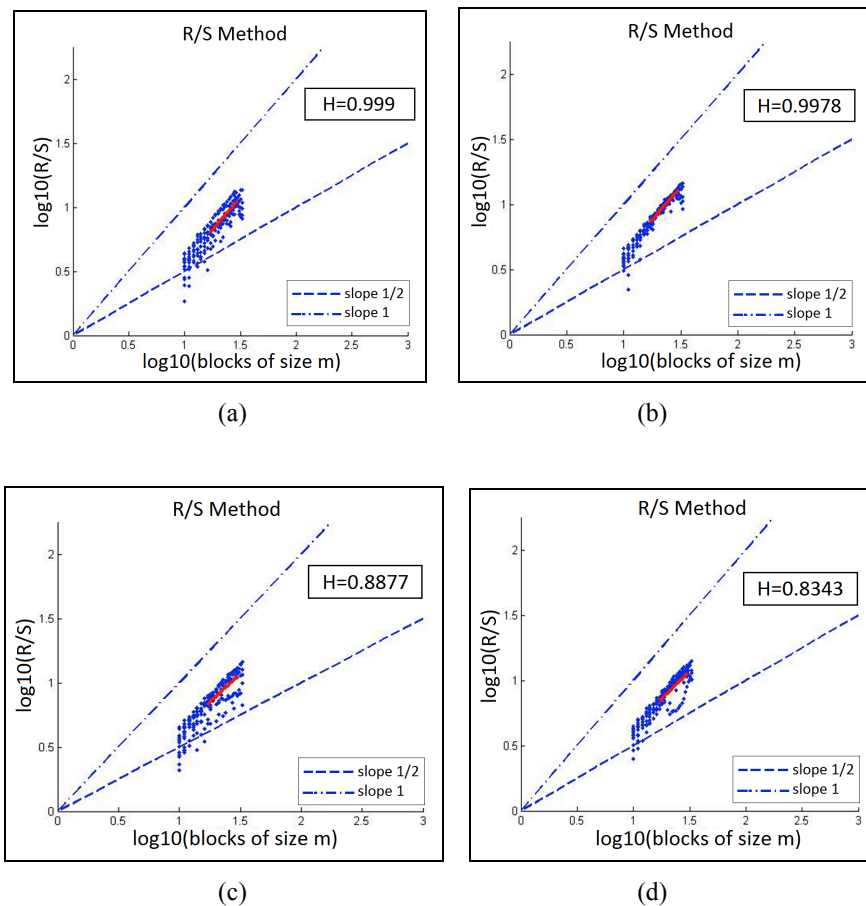 R/S Method
H=0.999
log10(R/S)
2
1.5
1
0.5
0
0 0.5 1 1.5 2 2.5 3
slope 1/2
slope 1
log10(blocks of size m)
(a)
R/S Method
H=0.9978
log10(R/S)
2
1.5
1
0.5
0
0 0.5 1 1.5 2 2.5 3
slope 1/2
slope 1
log10(blocks of size m)
(b)
R/S Method
H=0.8877
log10(R/S)
2
1.5
1
0.5
0
0 0.5 1 1.5 2 2.5 3
slope 1/2
slope 1
log10(blocks of size m)
(c)
R/S Method
H=0.8343
log10(R/S)
2
1.5
1
0.5
0
0 0.5 1 1.5 2 2.5 3
slope 1/2
slope 1
log10(blocks of size m)
(d)